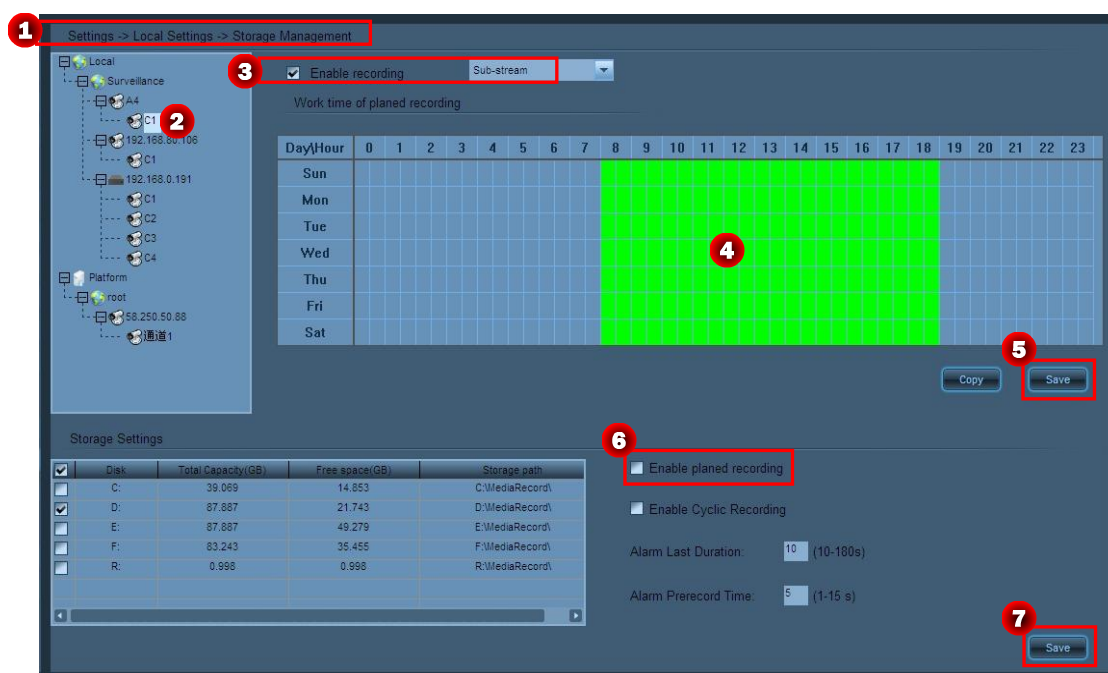 1
Settings -> Local Settings -> Storage Management
Local
Surveillance
A4
C1
2
192.168.80.106
C1
192.168.0.191
C1
C2
C3
C4
Platform
root
58.250.50.88
通道1
3
Enable recording
Sub-stream
Work time of planed recording
Day\Hour 0 1 2 3 4 5 6 7 8 9 10 11 12 13 14 15 16 17 18 19 20 21 22 23
Sun
Mon
Tue
Wed
4
Thu
Fri
Sat
5
Copy
Save
Storage Settings
Disk Total Capacity(GB) Free space(GB) Storage path
C: 39.069 14.853 C:\MediaRecord\
D: 87.887 21.743 D:\MediaRecord\
E: 87.887 49.279 E:\MediaRecord\
F: 83.243 35.455 F:\MediaRecord\
R: 0.998 0.998 R:\MediaRecord\
6
Enable planed recording
Enable Cyclic Recording
Alarm Last Duration: 10 (10-180s)
Alarm Prerecord Time: 5 (1-15 s)
7
Save